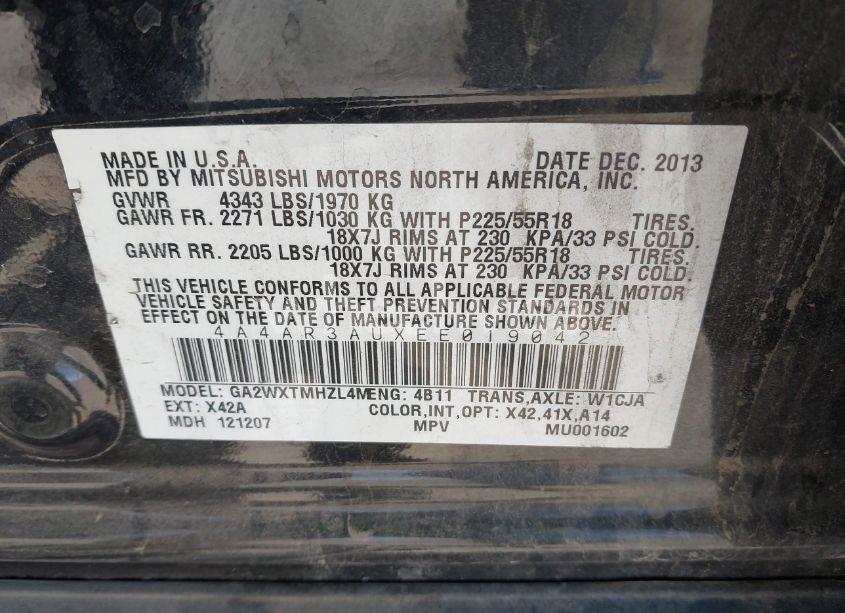 MADE IN U.S.A. DATE DEC. 2013
MFD BY MITSUBISHI MOTORS NORTH AMERICA, INC.
GVWR 4343 LBS/1970 KG
GAWR FR. 2271 LBS/1030 KG WITH P225/55R18 TIRES.
18X7J RIMS AT 230 KPA/33 PSI COLD.
GAWR RR. 2205 LBS/1000 KG WITH P225/55R18 TIRES.
18X7J RIMS AT 230 KPA/33 PSI COLD.
THIS VEHICLE CONFORMS TO ALL APPLICABLE FEDERAL MOTOR
VEHICLE SAFETY AND THEFT PREVENTION STANDARDS IN
EFFECT ON THE DATE OF MANUFACTURE SHOWN ABOVE.
4A4AR3AUXEE019042
MODEL: GA2WXTMHZL4M ENG: 4B11 TRANS,AXLE: W1CJA
EXT: X42A COLOR,INT,OPT: X42,41X,A14
MDH 121207 MPV MU001602